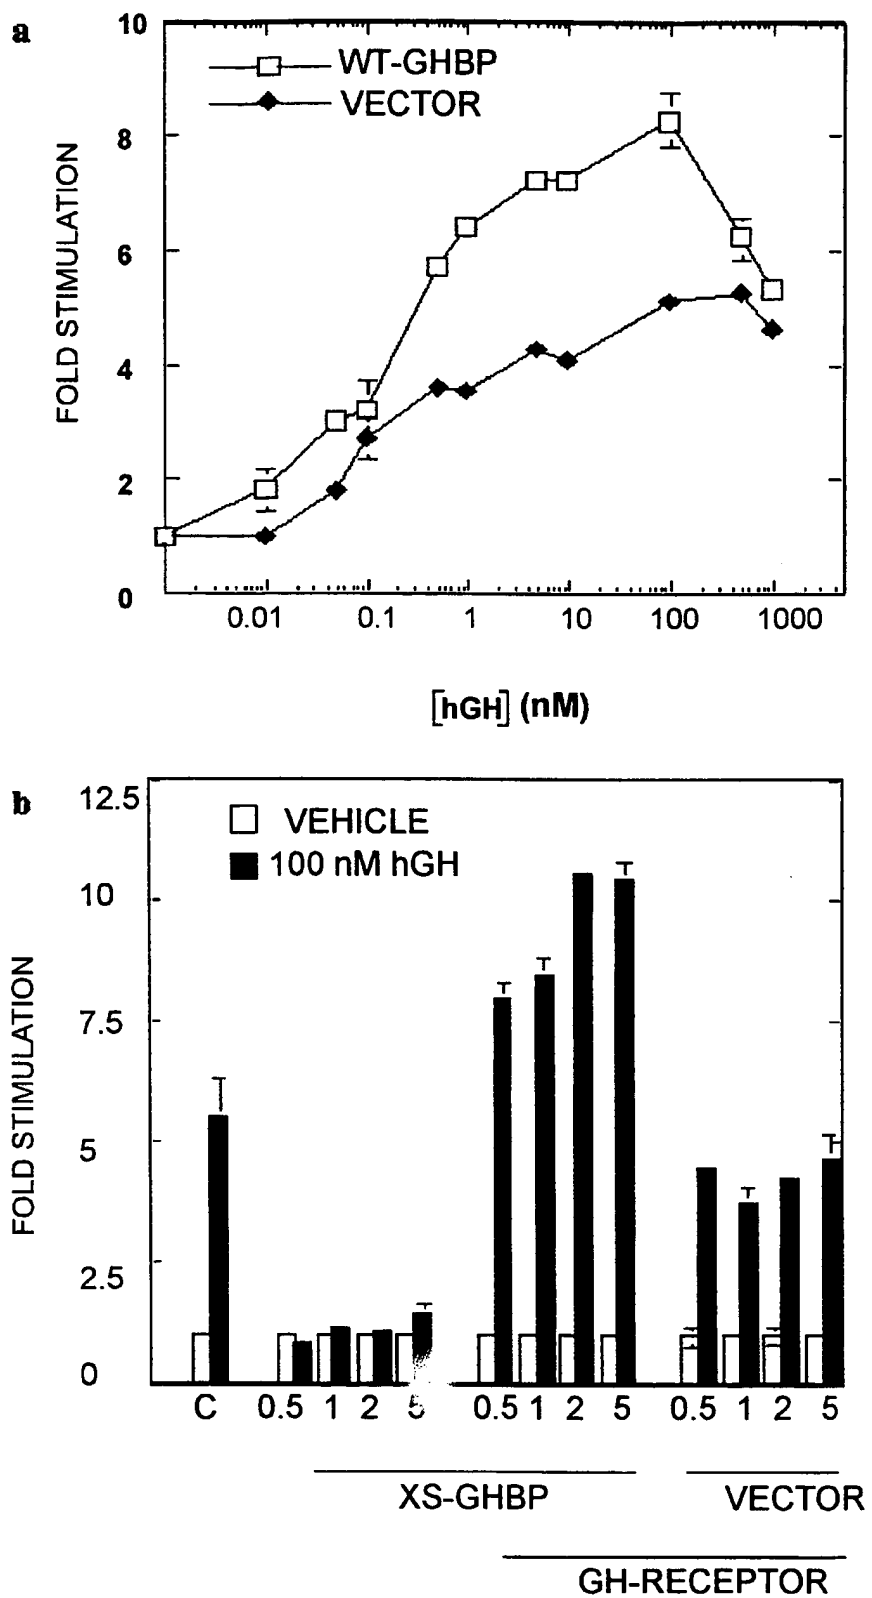 a
10
8
6
4
2
0
FOLD STIMULATION
WT-GHBP
VECTOR
0.01 0.1 1 10 100 1000
[hGH] (nM)
b
12.5
10
7.5
5
2.5
0
FOLD STIMULATION
VEHICLE
100 nM hGH
C 0.5 1 2 5 0.5 1 2 5 0.5 1 2 5
XS-GHBP VECTOR
GH-RECEPTOR